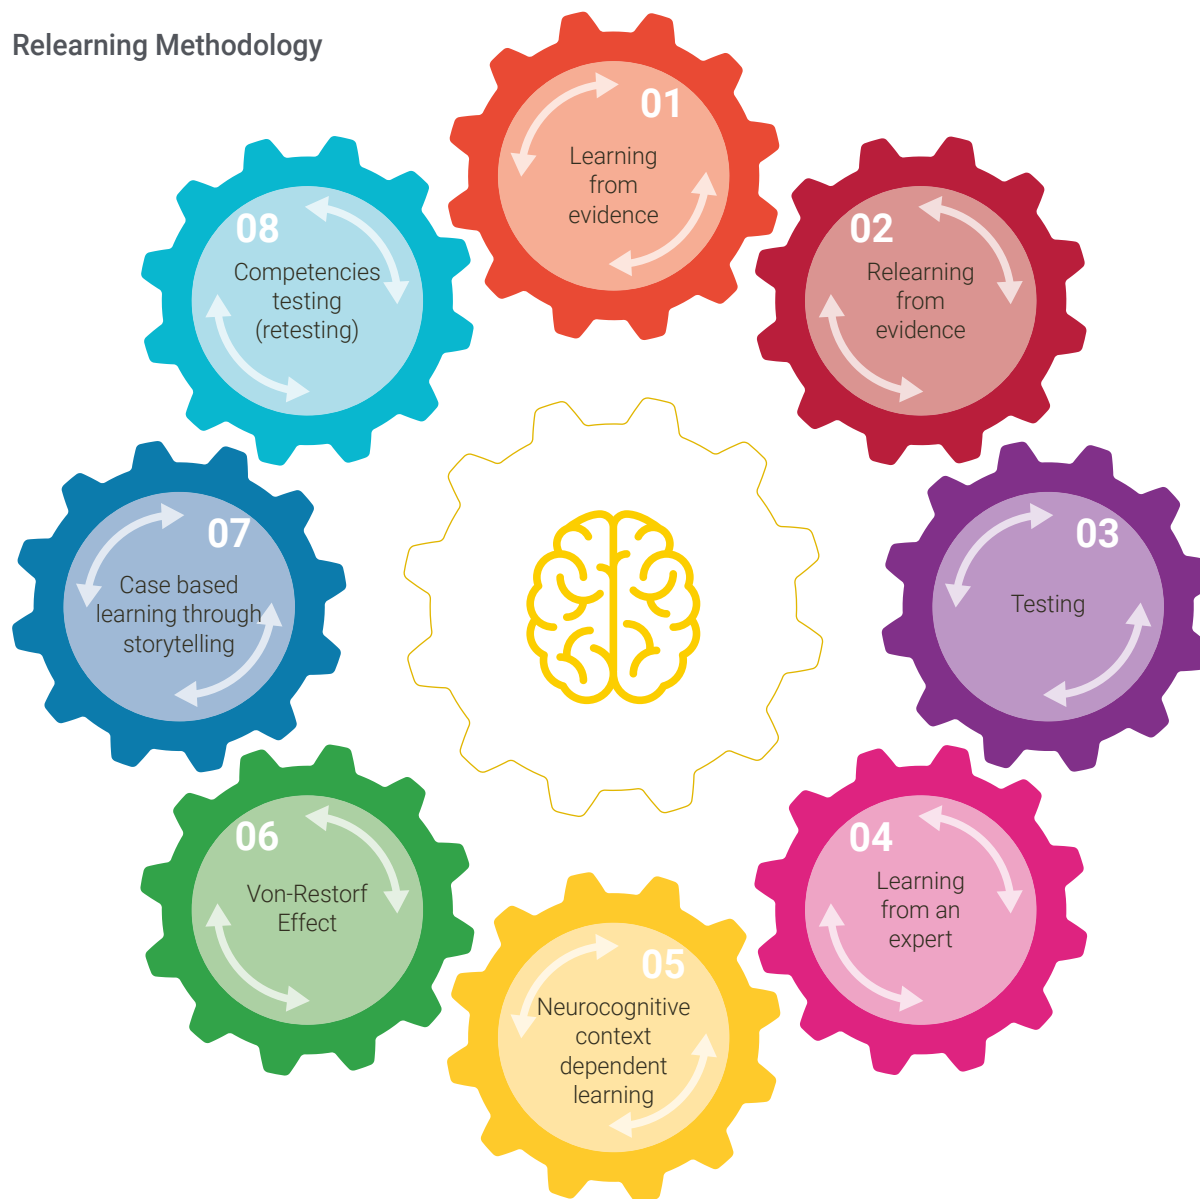 Relearning Methodology
01
Learning
from
evidence
02
Relearning
from
evidence
03
Testing
04
Learning
from an
expert
05
Neurocognitive
context
dependent
learning
06
Von-Restorf
Effect
07
Case based
learning through
storytelling
08
Competencies
testing
(retesting)